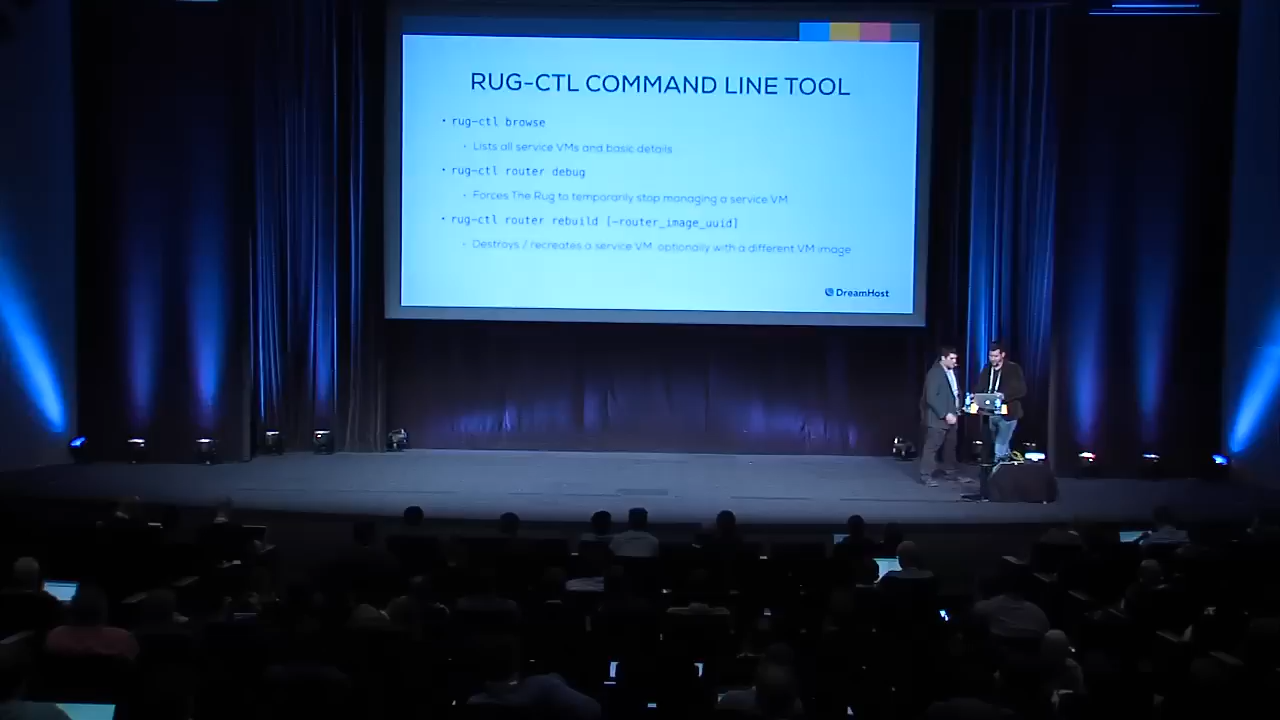 RUG-CTL COMMAND LINE TOOL
• rug-ctl browse
• Lists all service VMs and basic details
• rug-ctl router debug
• Forces The Rug to temporarily stop managing a service VM
• rug-ctl router rebuild [-router_image_uuid]
• Destroys / recreates a service VM, optionally with a different VM image
DreamHost